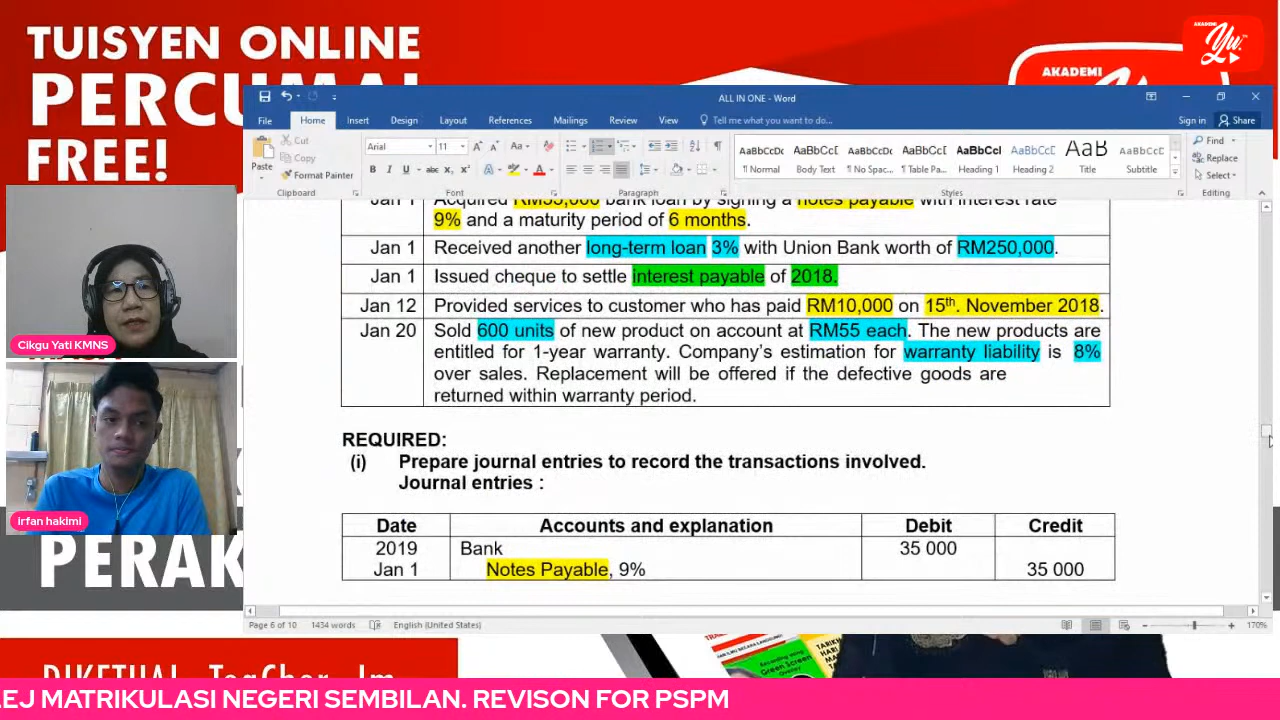 TUISYEN ONLINE
FREE!
AKADEMI
Yu.
AKADEMI
ALL IN ONE - Word
File Home Insert Design Layout References Mailings Review View Tell me what you want to do... Sign in Share
Paste
Cut
Copy
Format Painter
Clipboard
Arial 11
Font
Paragraph
AaBbCcDc AaBbCcI AaBbCcDc AaBbCcI AaBbCcI AaBbCcI AaB AaBbCcE
¶ Normal Body Text ¶ No Spac... ¶ Table Pa... Heading 1 Heading 2 Title Subtitle
Styles
Find
Replace
Select
Editing
9% and a maturity period of 6 months.
Jan 1 Received another long-term loan 3% with Union Bank worth of RM250,000.
Jan 1 Issued cheque to settle interest payable of 2018.
Jan 12 Provided services to customer who has paid RM10,000 on 15th. November 2018.
Jan 20 Sold 600 units of new product on account at RM55 each. The new products are
entitled for 1-year warranty. Company's estimation for warranty liability is 8%
over sales. Replacement will be offered if the defective goods are
returned within warranty period.
REQUIRED:
(i) Prepare journal entries to record the transactions involved.
Journal entries :
Date Accounts and explanation Debit Credit
2019 Bank 35 000
Jan 1 Notes Payable, 9% 35 000
Page 6 of 10 1434 words English (United States) 170%
Cikgu Yati KMNS
Irfan hakimi
PERAK
EJ MATRIKULASI NEGERI SEMBILAN. REVISON FOR PSPM